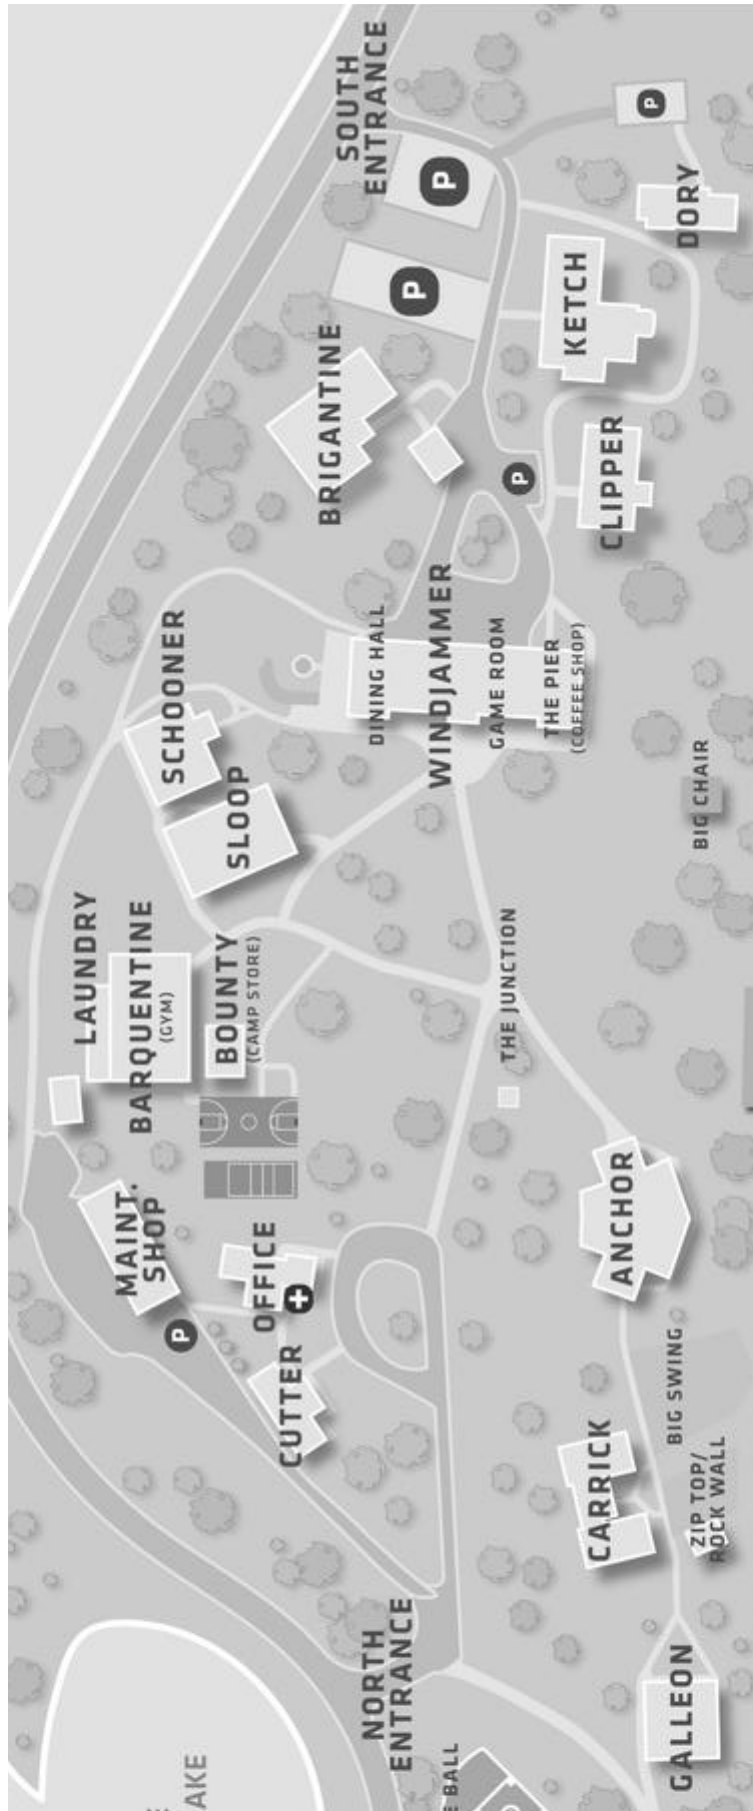 SOUTH
ENTRANCE
P
P
P
DORY
KETCH
BRIGANTINE
P
CLIPPER
DINING HALL
WINDJAMMER
GAME ROOM
THE PIER
(COFFEE SHOP)
SCHOONER
SLOOP
BIG CHAIR
LAUNDRY
BARQUENTINE
(GYM)
BOUNTY
(CAMP STORE)
THE JUNCTION
MAINT.
SHOP
P
OFFICE
CUTTER
ANCHOR
BIG SWING
CARRICK
ZIP TOP/
ROCK WALL
NORTH
ENTRANCE
GALLEON
AKE
E BALL